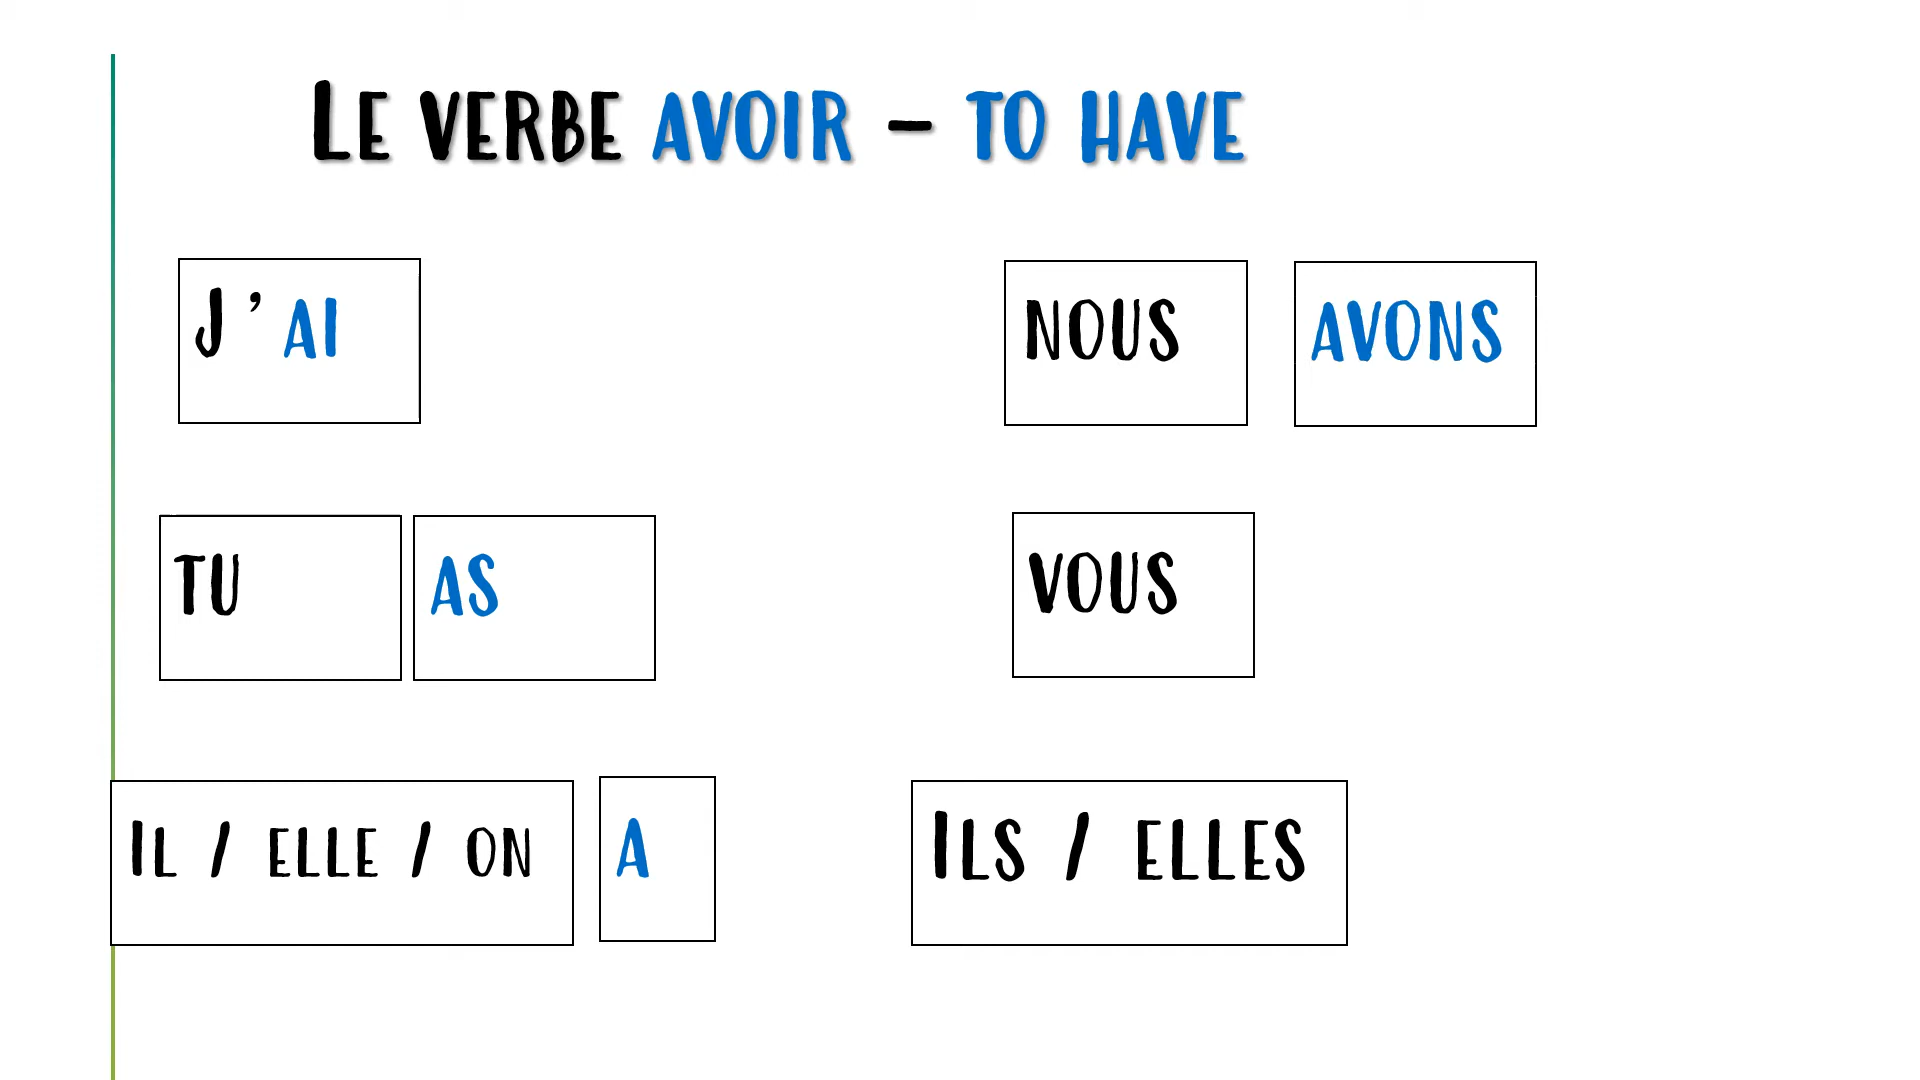 LE VERBE AVOIR – TO HAVE
J'AI
NOUS AVONS
TU AS
VOUS
IL / ELLE / ON A
ILS / ELLES